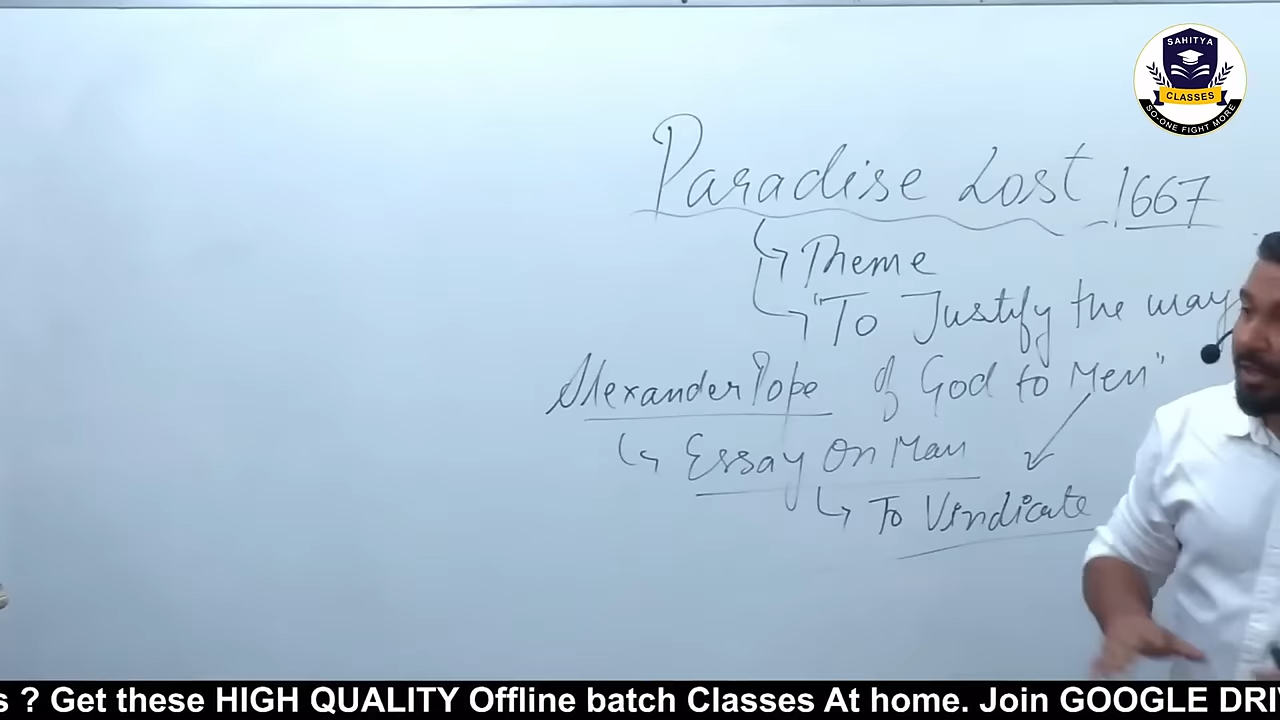 SAHITYA
CLASSES
SO-ONE FIGHT MORE
Paradise Lost 1667
Theme
"To Justify the way
of God to Men"
Alexander Pope
Essay On Man
To Vindicate
s ? Get these HIGH QUALITY Offline batch Classes At home. Join GOOGLE DRI